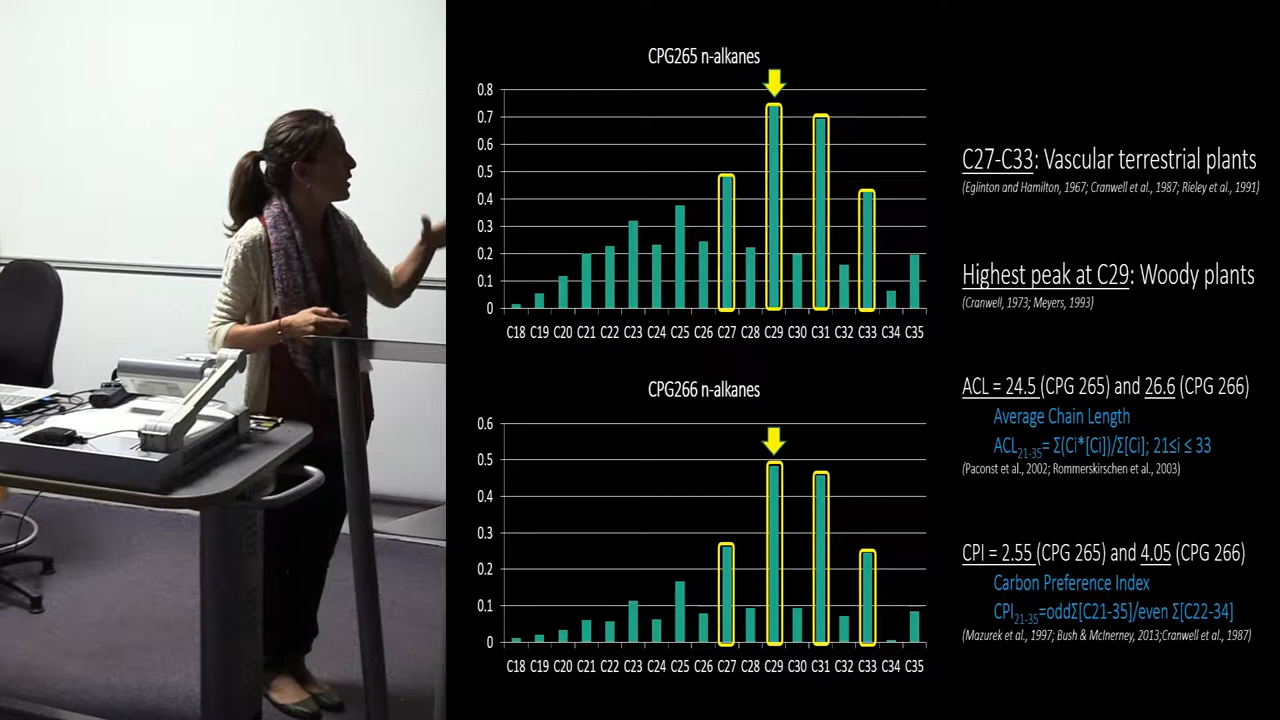 CPG265 n-alkanes
0.8
0.7
0.6
0.5
0.4
0.3
0.2
0.1
0
C18 C19 C20 C21 C22 C23 C24 C25 C26 C27 C28 C29 C30 C31 C32 C33 C34 C35
CPG266 n-alkanes
0.6
0.5
0.4
0.3
0.2
0.1
0
C18 C19 C20 C21 C22 C23 C24 C25 C26 C27 C28 C29 C30 C31 C32 C33 C34 C35
C27-C33: Vascular terrestrial plants
(Eglinton and Hamilton, 1967; Cranwell et al., 1987; Rieley et al., 1991)
Highest peak at C29: Woody plants
(Cranwell, 1973; Meyers, 1993)
ACL = 24.5 (CPG 265) and 26.6 (CPG 266)
Average Chain Length
ACL21-35= Σ(Ci*[Ci])/Σ[Ci]; 21≤i ≤ 33
(Paconst et al., 2002; Rommerskirschen et al., 2003)
CPI = 2.55 (CPG 265) and 4.05 (CPG 266)
Carbon Preference Index
CPI21-35=oddΣ[C21-35]/even Σ[C22-34]
(Mazurek et al., 1997; Bush & McInerney, 2013;Cranwell et al., 1987)